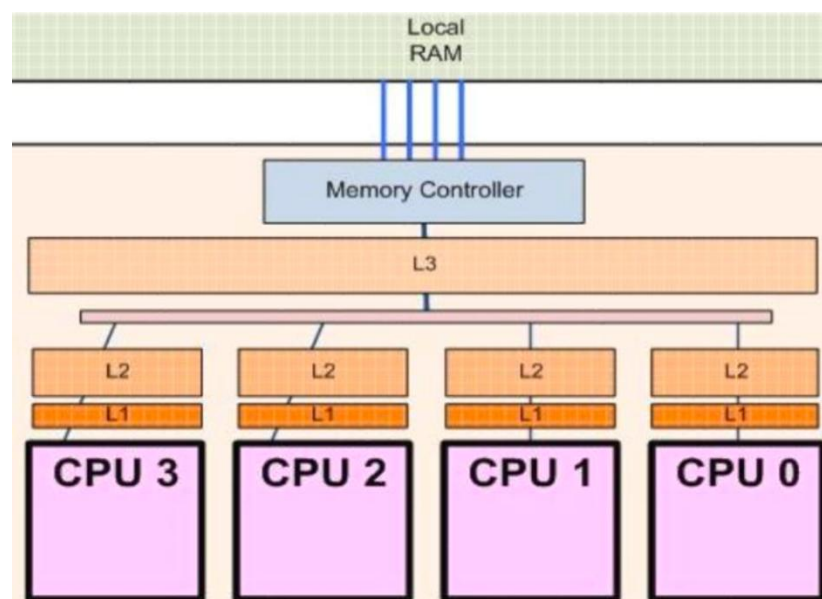 Local
RAM
Memory Controller
L3
L2
L2
L2
L2
L1
L1
L1
L1
CPU 3
CPU 2
CPU 1
CPU 0